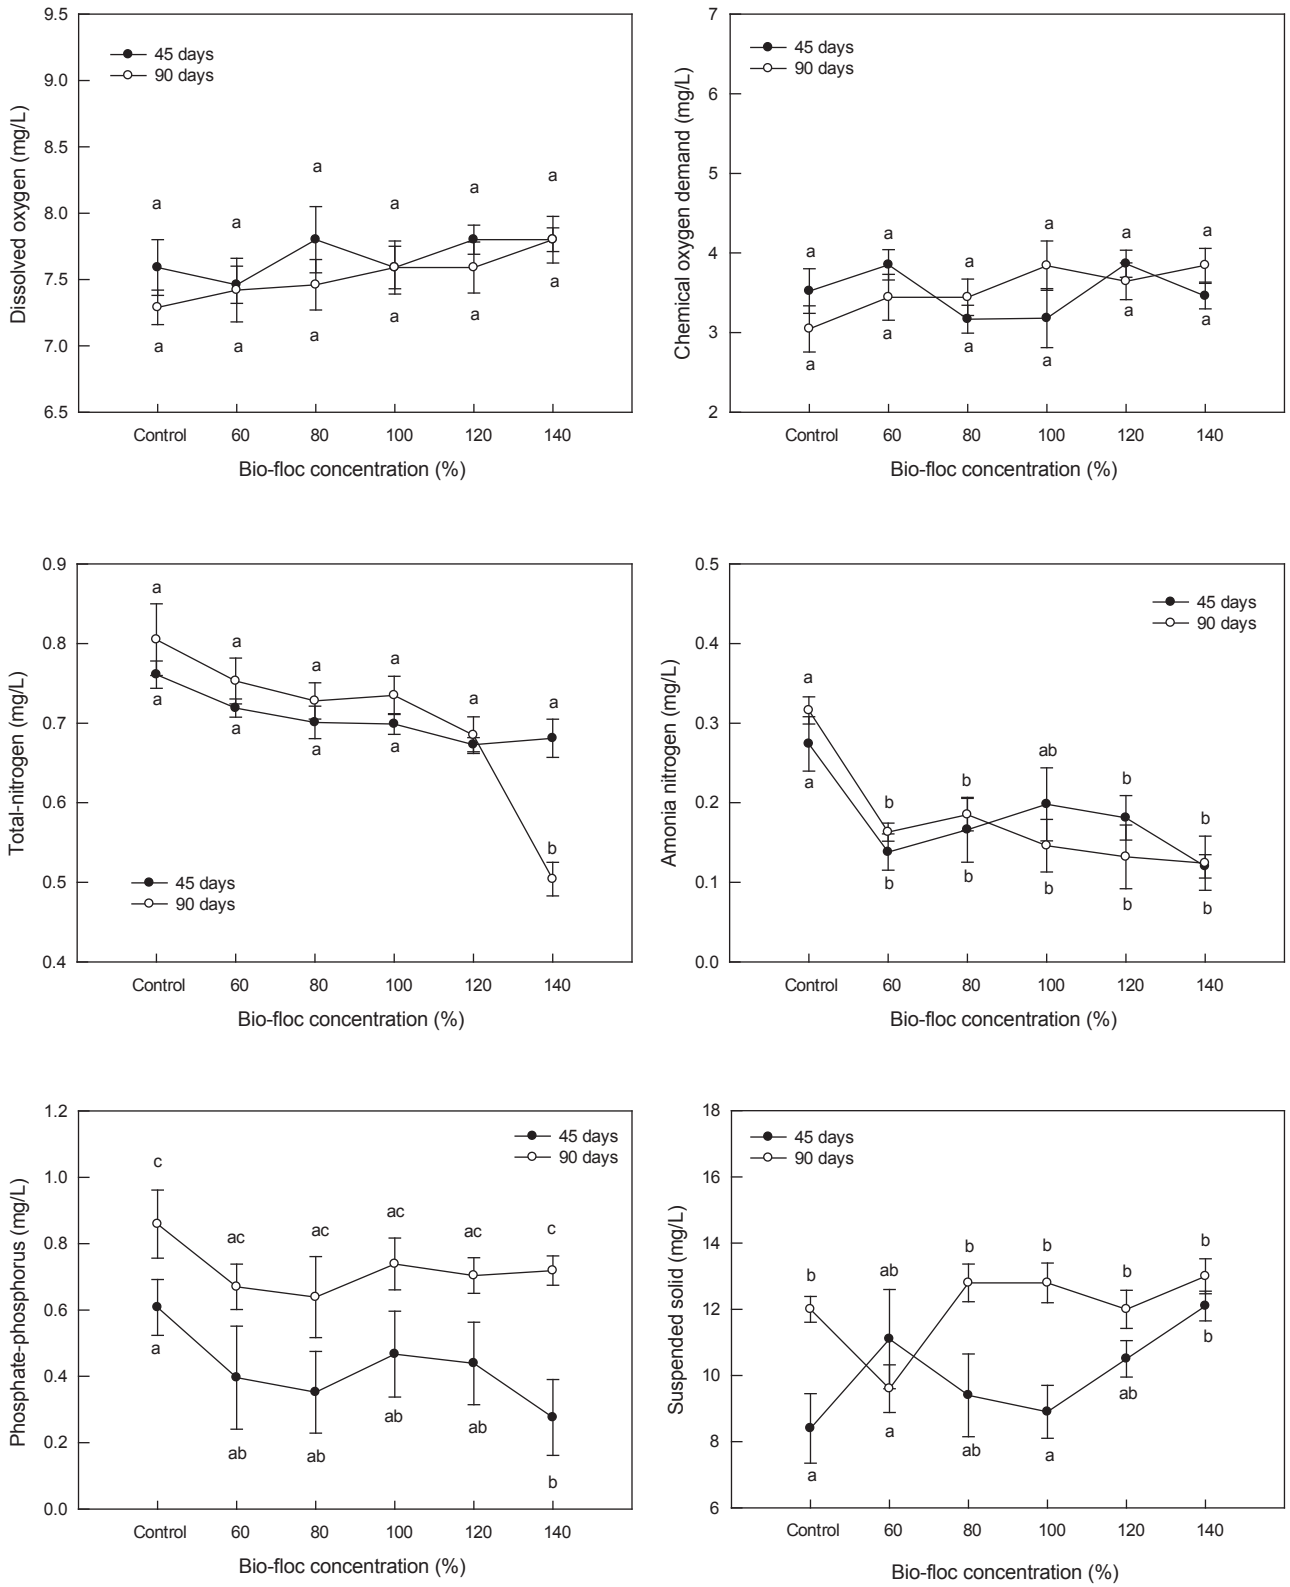 Dissolved oxygen (mg/L)
9.5
9.0
8.5
8.0
7.5
7.0
6.5
45 days
90 days
a a a a a a
a a a a a a
Control 60 80 100 120 140
Bio-floc concentration (%)
Chemical oxygen demand (mg/L)
7
6
5
4
3
2
45 days
90 days
a a a a a a
a a a a a a
Control 60 80 100 120 140
Bio-floc concentration (%)
Total-nitrogen (mg/L)
0.9
0.8
0.7
0.6
0.5
0.4
a a a a a a
a a a a b
45 days
90 days
Control 60 80 100 120 140
Bio-floc concentration (%)
Amonia nitrogen (mg/L)
0.5
0.4
0.3
0.2
0.1
0.0
45 days
90 days
a b b ab b b
a b b b b b
Control 60 80 100 120 140
Bio-floc concentration (%)
Phosphate-phosphorus (mg/L)
1.2
1.0
0.8
0.6
0.4
0.2
0.0
45 days
90 days
c ac ac ac ac c
a ab ab ab ab b
Control 60 80 100 120 140
Bio-floc concentration (%)
Suspended solid (mg/L)
18
16
14
12
10
8
6
45 days
90 days
b ab b b b b
a a ab a ab b
Control 60 80 100 120 140
Bio-floc concentration (%)